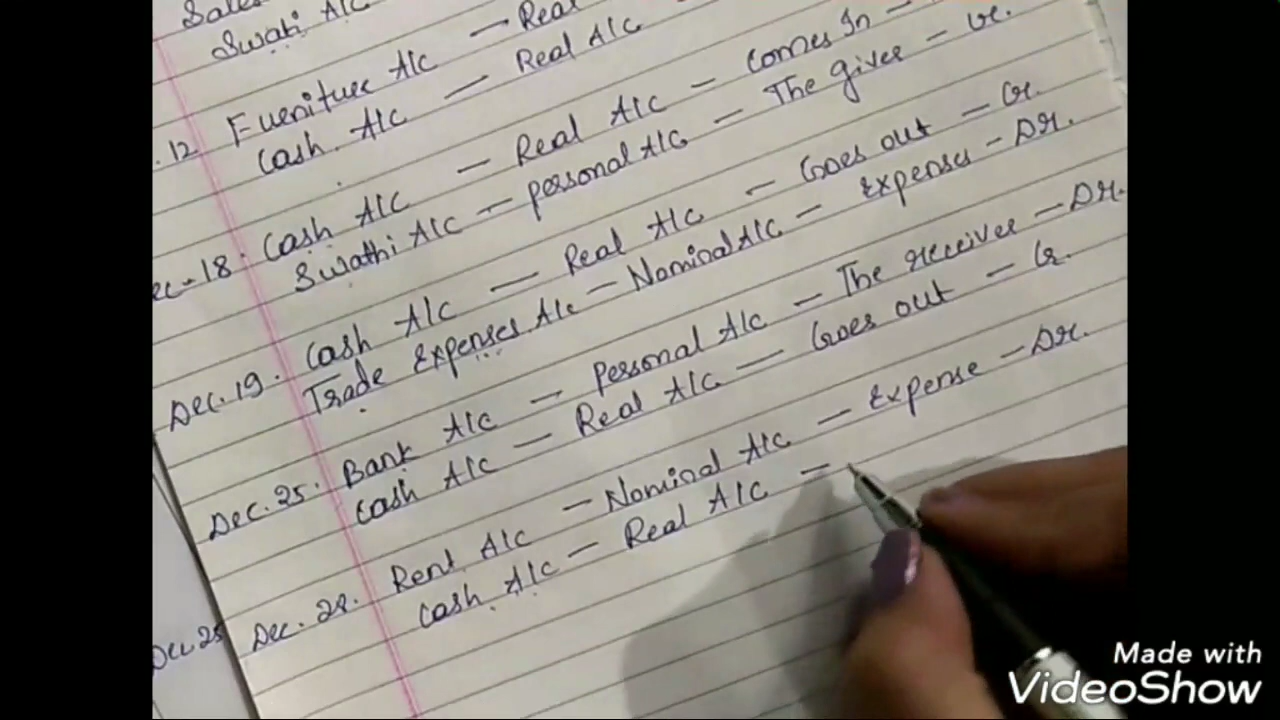 Sales
Swati A/C
.12 Furniture A/C — Real
Cash A/C — Real A/C
ec-18. Cash A/C — Real A/C — Comes In —
Swathi A/C — personal A/C — The giver — Cr.
Dec.19. Cash A/C — Real A/C — Goes out — Cr.
Trade Expenses A/c — Nominal A/C — Expenses — Dr.
Dec.25. Bank A/C — personal A/C — The receiver — Dr.
Cash A/C — Real A/C — Goes out — Cr.
Dec. 28. Rent A/C — Nominal A/C — Expense — Dr.
Cash A/C — Real A/C —
Dec.25
Made with
VideoShow